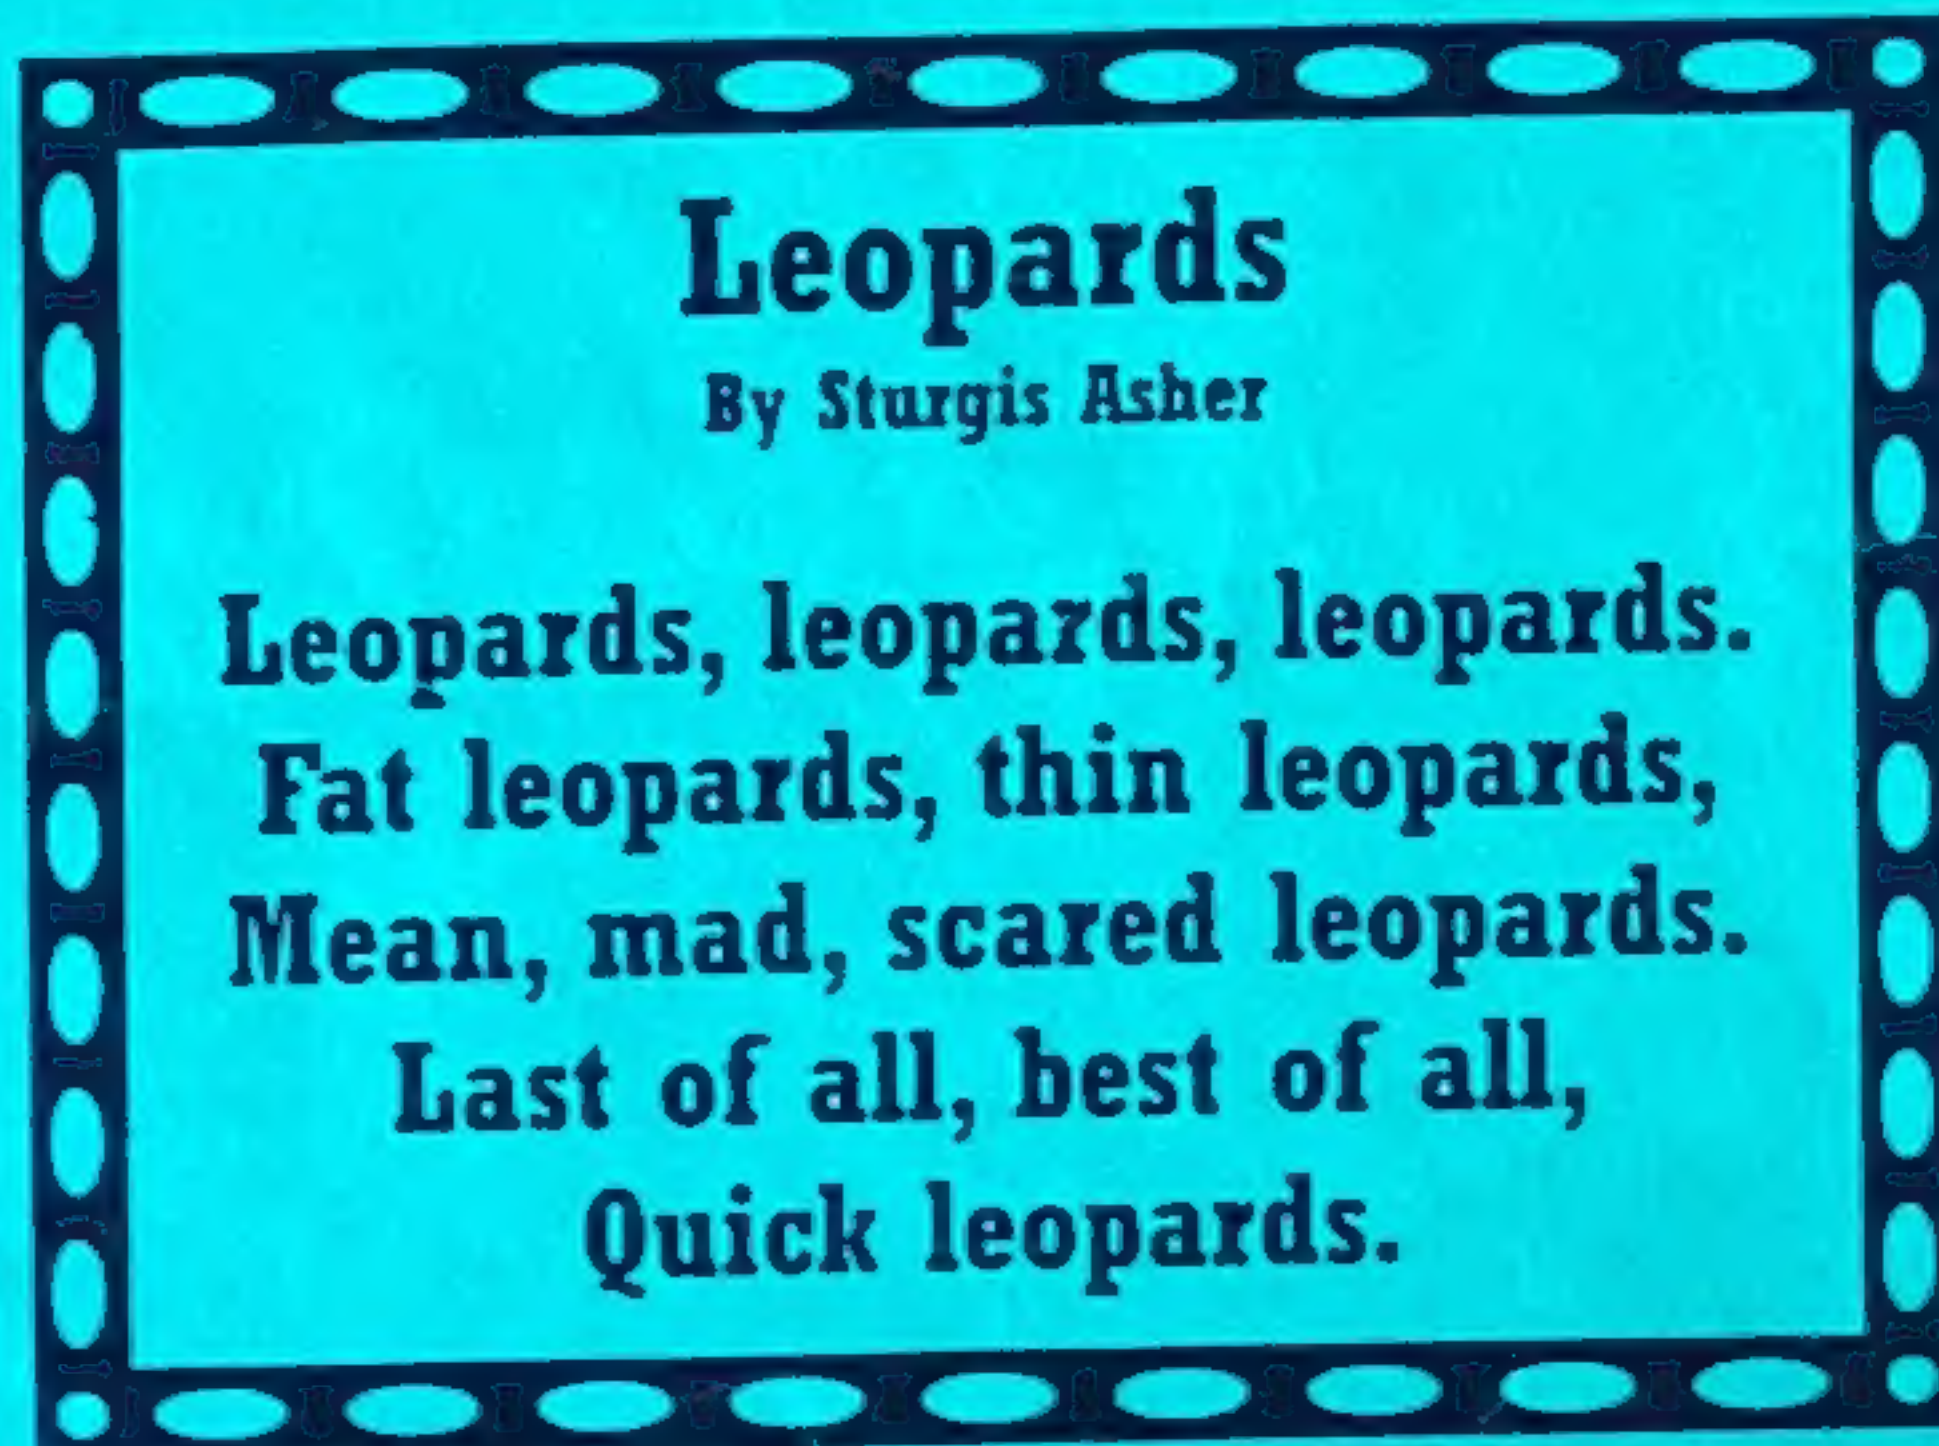 Leopards
By Sturgis Asher
Leopards, leopards, leopards.
Fat leopards, thin leopards,
Mean, mad, scared leopards.
Last of all, best of all,
Quick leopards.